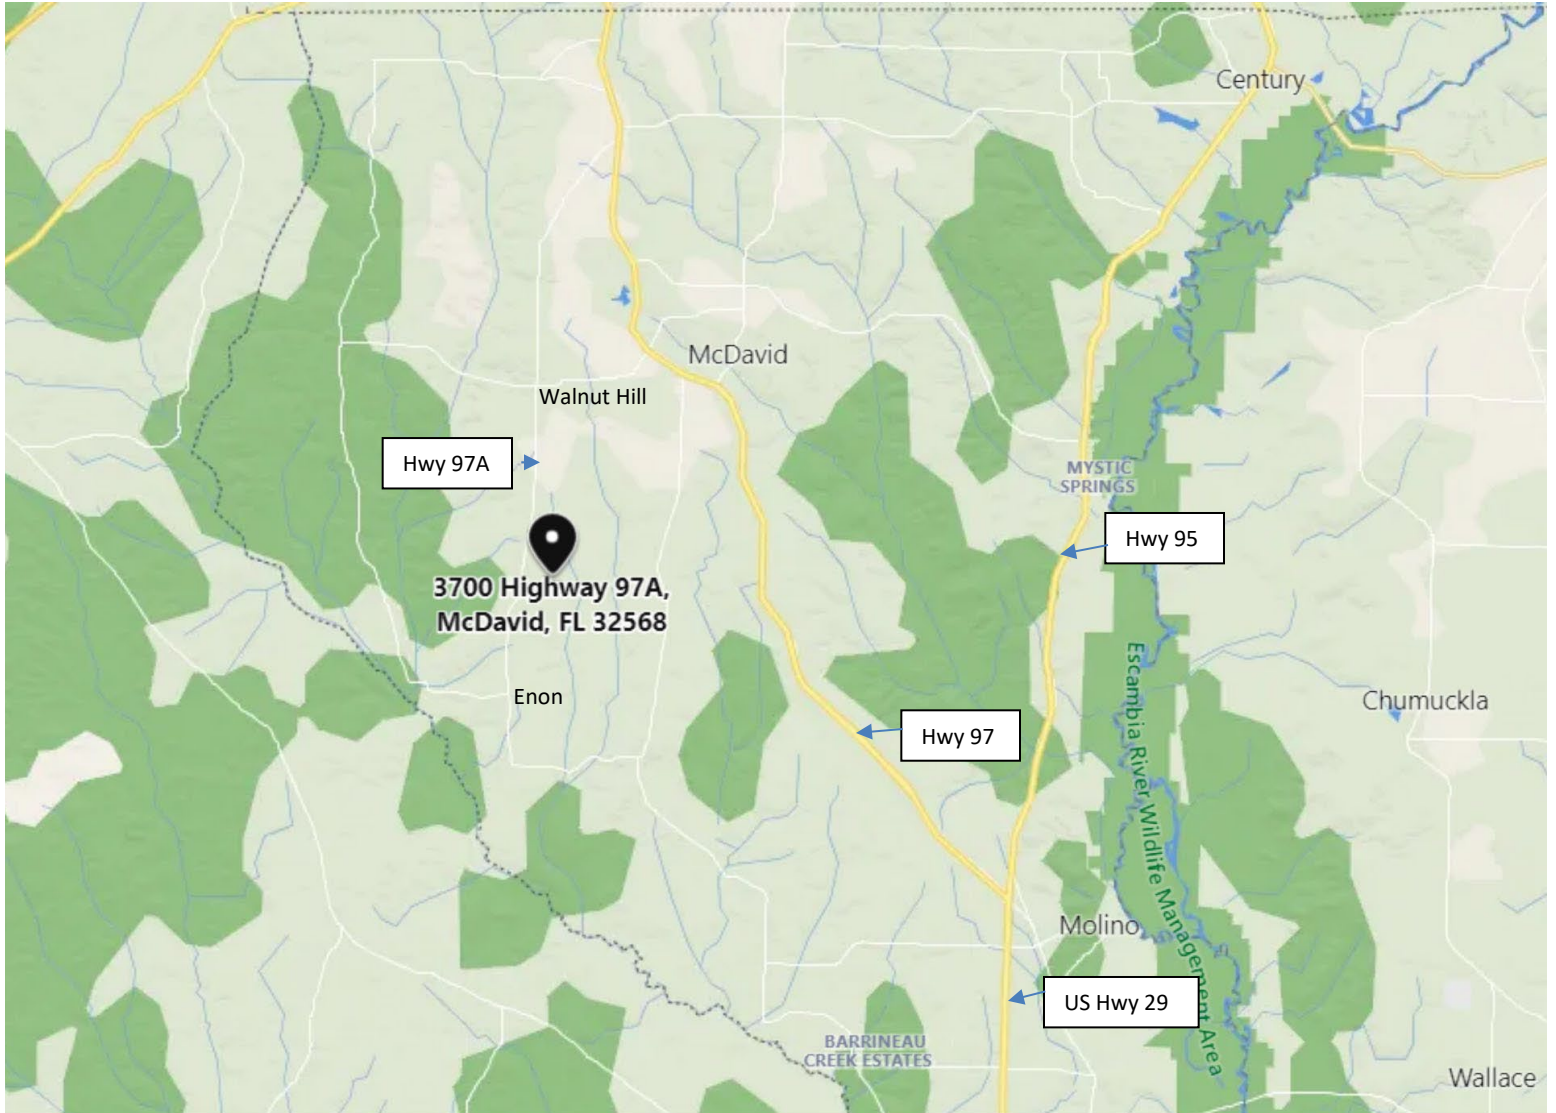 Century
McDavid
Walnut Hill
Hwy 97A
MYSTIC
SPRINGS
Hwy 95
3700 Highway 97A,
McDavid, FL 32568
Enon
Hwy 97
Chumuckla
Escambia River Wildlife Management Area
Molino
US Hwy 29
BARRINEAU
CREEK ESTATES
Wallace